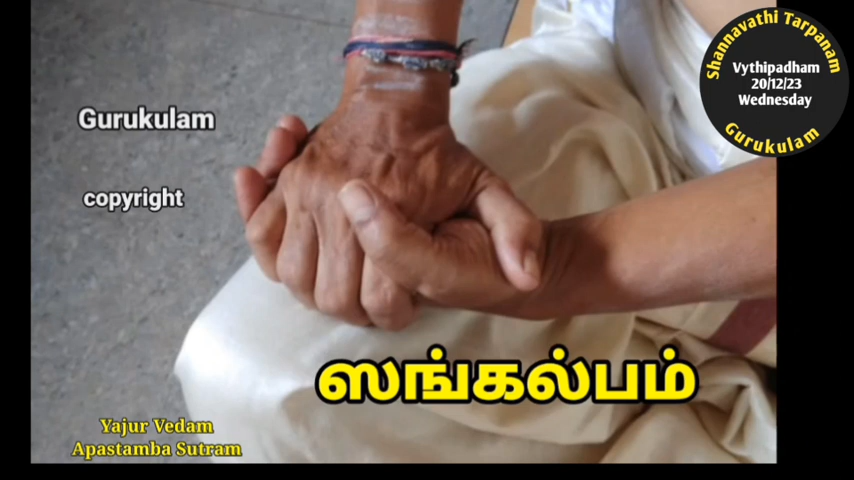 Shannavathi Tarpanam
Vythipadham
20/12/23
Wednesday
Gurukulam
Gurukulam
copyright
ஸங்கல்பம்
Yajur Vedam
Apastamba Sutram